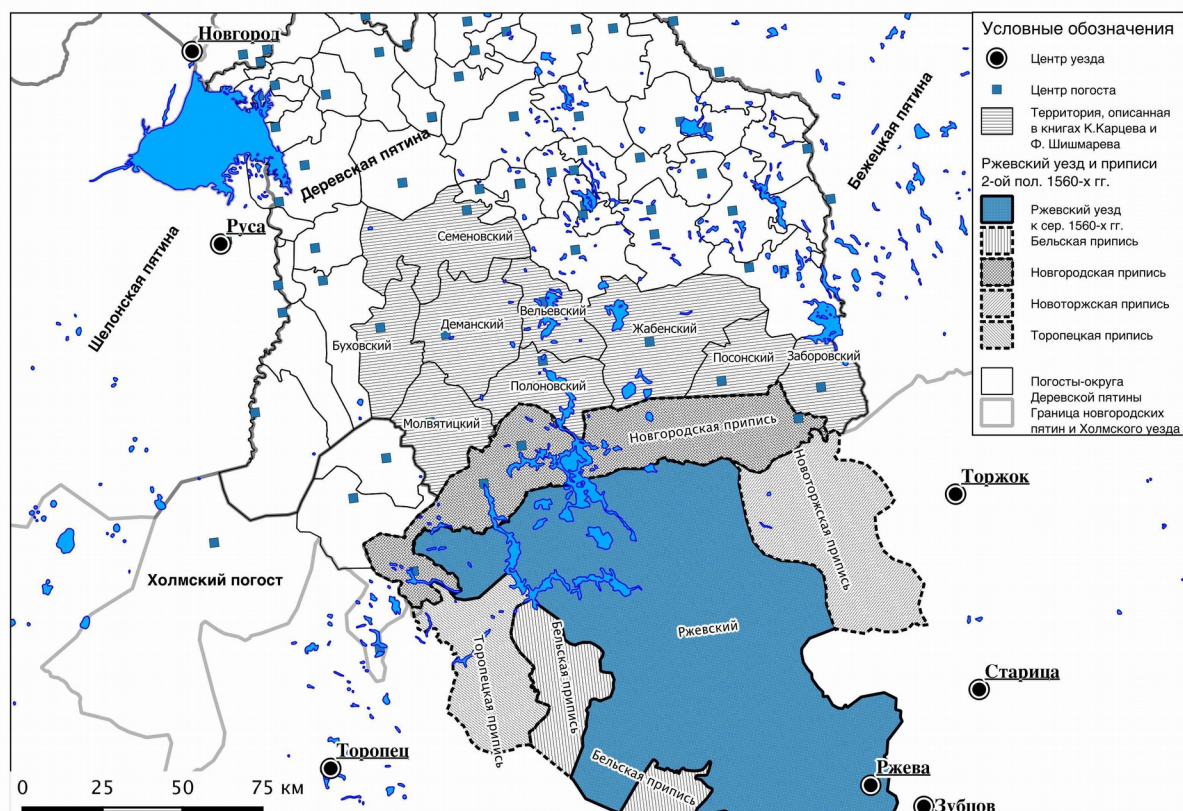 Новгород
Деревская пятина
Бежецкая пятина
Руса
Шелонская пятина
Семеновский
Вельевский
Деманский
Жабенский
Буховский
Посонский
Заборовский
Полоновский
Молвятицкий
Новгородская припись
Новоторжская припись
Торжок
Холмский погост
Ржевский
Торопецкая припись
Бельская припись
Старица
Торопец
Бельская припись
Ржева
Зубцов
0 25 50 75 км
Условные обозначения
Центр уезда
Центр погоста
Территория, описанная
в книгах К.Карцева и
Ф. Шишмарева
Ржевский уезд и приписи
2-ой пол. 1560-х гг.
Ржевский уезд
к сер. 1560-х гг.
Бельская припись
Новгородская припись
Новоторжская припись
Торопецкая припись
Погосты-округа
Деревской пятины
Граница новгородских
пятин и Холмского уезда